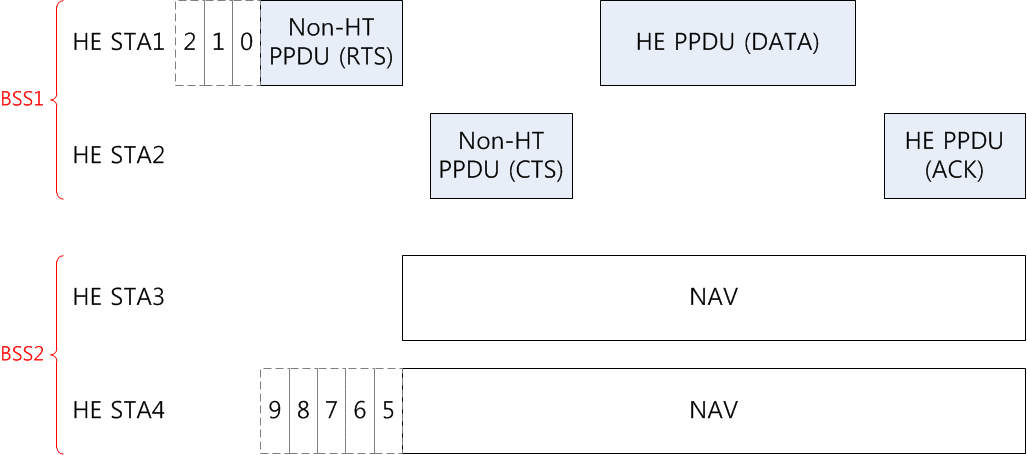 HE STA1
2 1 0
Non-HT
PPDU (RTS)
HE PPDU (DATA)
BSS1
HE STA2
Non-HT
PPDU (CTS)
HE PPDU
(ACK)
HE STA3
NAV
BSS2
HE STA4
9 8 7 6 5
NAV